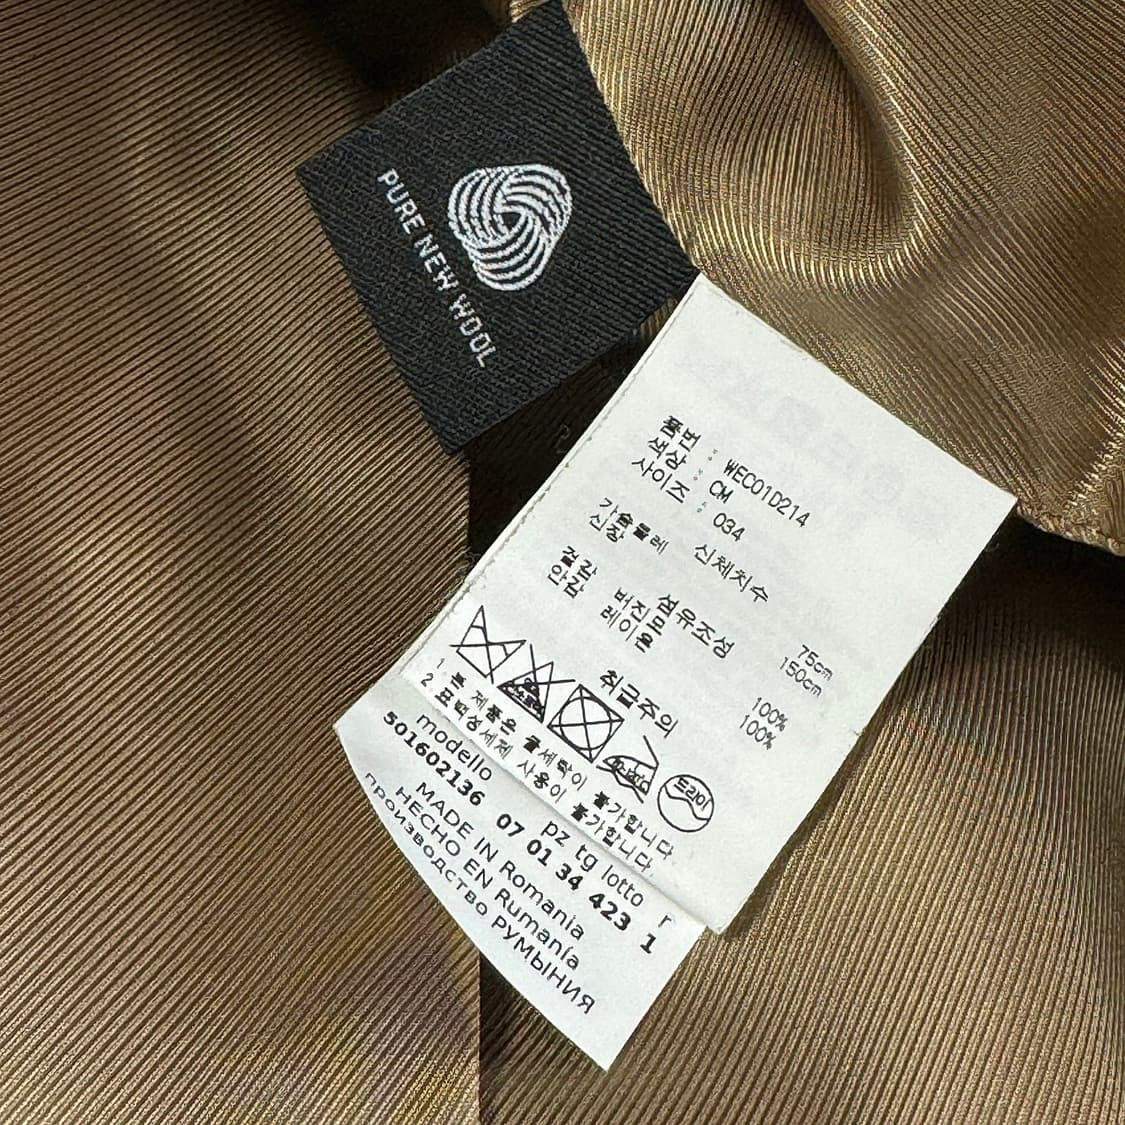 PURE NEW WOOL
품번 : WEC01D214
색상 : CM
사이즈 : 034
신체치수
가슴둘레 75cm
신장 150cm
섬유조성
겉감 버진울 100%
안감 레이온 100%
취급주의
드라이
1. 본 제품은 물세탁이 불가합니다.
2. 표백성세제 사용이 불가합니다.
modello pz tg lotto r
501602136 07 01 34 423 1
MADE IN Romania
HECHO EN Rumanía
производство РУМЫНИЯ